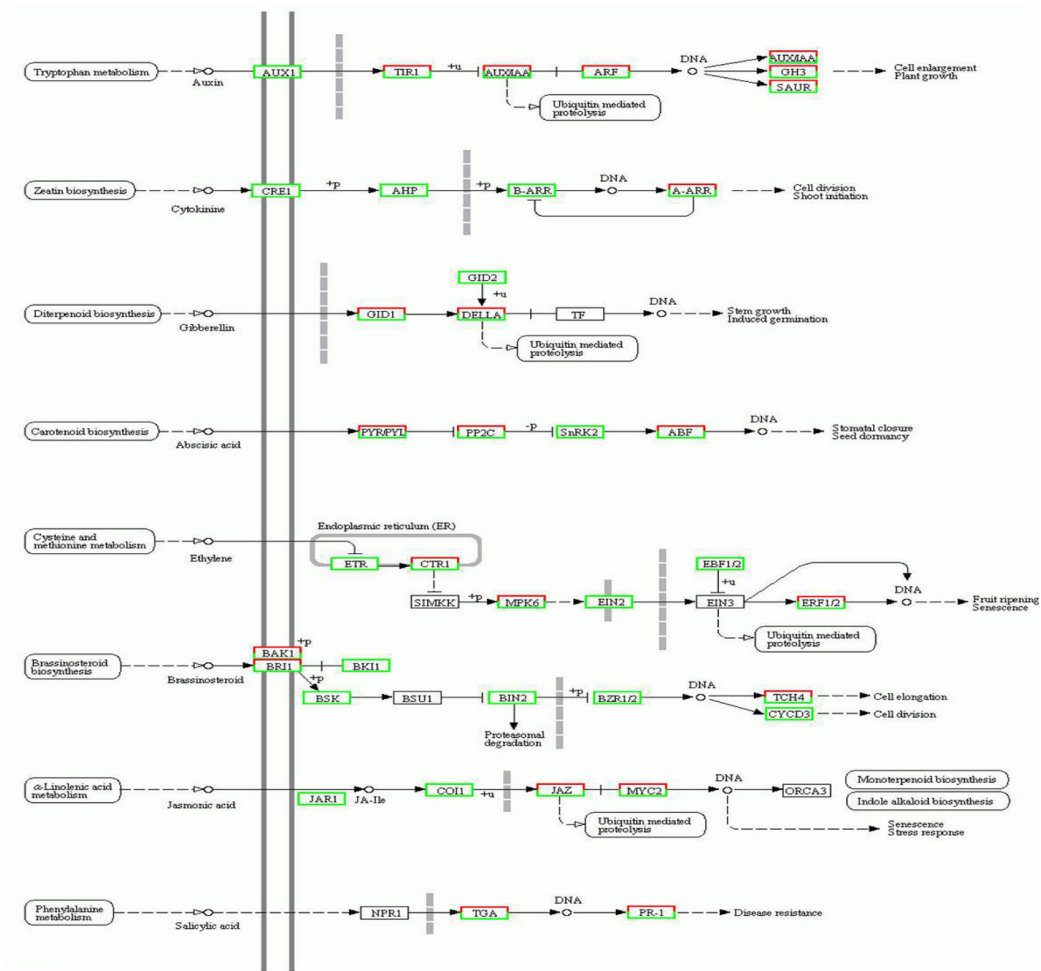 Tryptophan metabolism
Auxin
AUX1
TIR1
+u
AUX/IAA
ARF
DNA
AUX/IAA
GH3
SAUR
Cell enlargement
Plant growth
Ubiquitin mediated
proteolysis
Zeatin biosynthesis
Cytokinine
CRE1
+p
AHP
+p
B-ARR
DNA
A-ARR
Cell division
Shoot initiation
GID2
+u
Diterpenoid biosynthesis
Gibberellin
GID1
DELLA
TF
DNA
Stem growth
Induced germination
Ubiquitin mediated
proteolysis
Carotenoid biosynthesis
Abscisic acid
PYR/PYL
PP2C
-p
SnRK2
ABF
DNA
Stomatal closure
Seed dormancy
Cysteine and
methionine metabolism
Ethylene
Endoplasmic reticulum (ER)
ETR
CTR1
SIMKK
+p
MPK6
EIN2
EBF1/2
+u
EIN3
ERF1/2
DNA
Fruit ripening
Senescence
Ubiquitin mediated
proteolysis
Brassinosteroid
biosynthesis
Brassinosteroid
BAK1
+p
BRI1
BKI1
+p
BSK
BSU1
BIN2
+p
BZR1/2
DNA
TCH4
Cell elongation
CYCD3
Cell division
Proteasomal
degradation
α-Linolenic acid
metabolism
Jasmonic acid
JAR1
JA-Ile
COI1
+u
JAZ
MYC2
DNA
ORCA3
Monoterpenoid biosynthesis
Indole alkaloid biosynthesis
Ubiquitin mediated
proteolysis
Senescence
Stress response
Phenylalanine
metabolism
Salicylic acid
NPR1
TGA
DNA
PR-1
Disease resistance